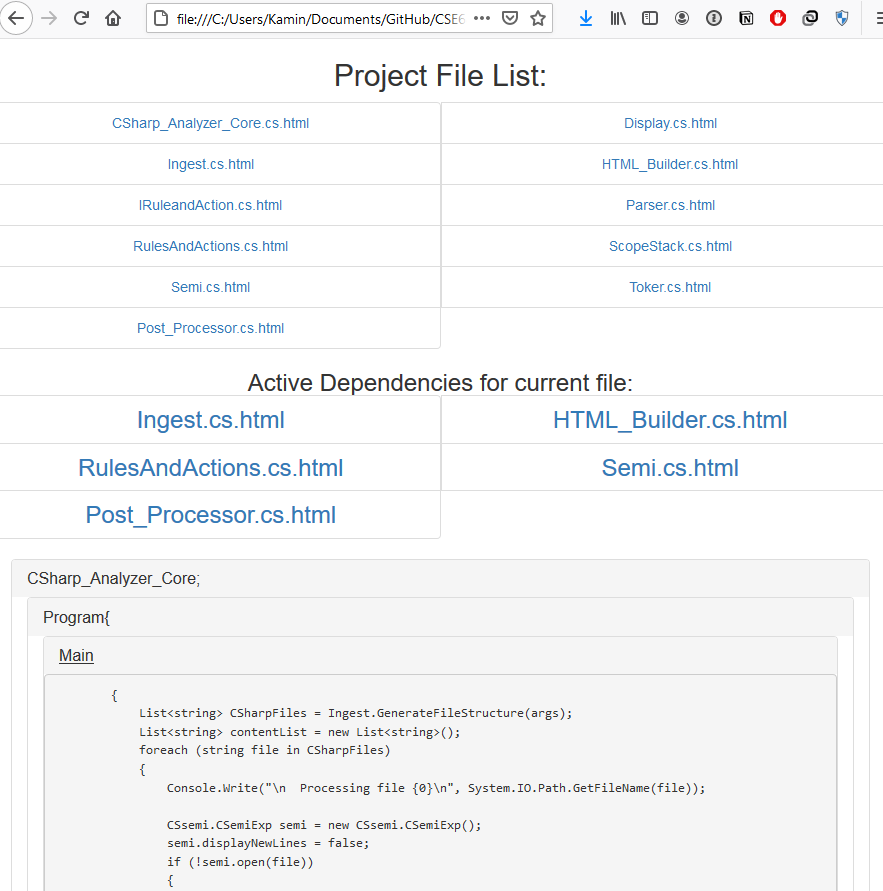 file:///C:/Users/Kamin/Documents/GitHub/CSE6
Project File List:
CSharp_Analyzer_Core.cs.html Display.cs.html
Ingest.cs.html HTML_Builder.cs.html
IRuleandAction.cs.html Parser.cs.html
RulesAndActions.cs.html ScopeStack.cs.html
Semi.cs.html Toker.cs.html
Post_Processor.cs.html
Active Dependencies for current file:
Ingest.cs.html HTML_Builder.cs.html
RulesAndActions.cs.html Semi.cs.html
Post_Processor.cs.html
CSharp_Analyzer_Core;
Program{
Main
{
List<string> CSharpFiles = Ingest.GenerateFileStructure(args);
List<string> contentList = new List<string>();
foreach (string file in CSharpFiles)
{
Console.Write("\n  Processing file {0}\n", System.IO.Path.GetFileName(file));
CSsemi.CSemiExp semi = new CSsemi.CSemiExp();
semi.displayNewLines = false;
if (!semi.open(file))
{